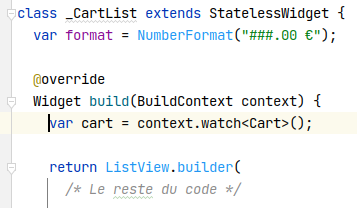 class _CartList extends StatelessWidget {
  var format = NumberFormat("###.00 €");
  @override
  Widget build(BuildContext context) {
    var cart = context.watch<Cart>();
    return ListView.builder(
      /* Le reste du code */